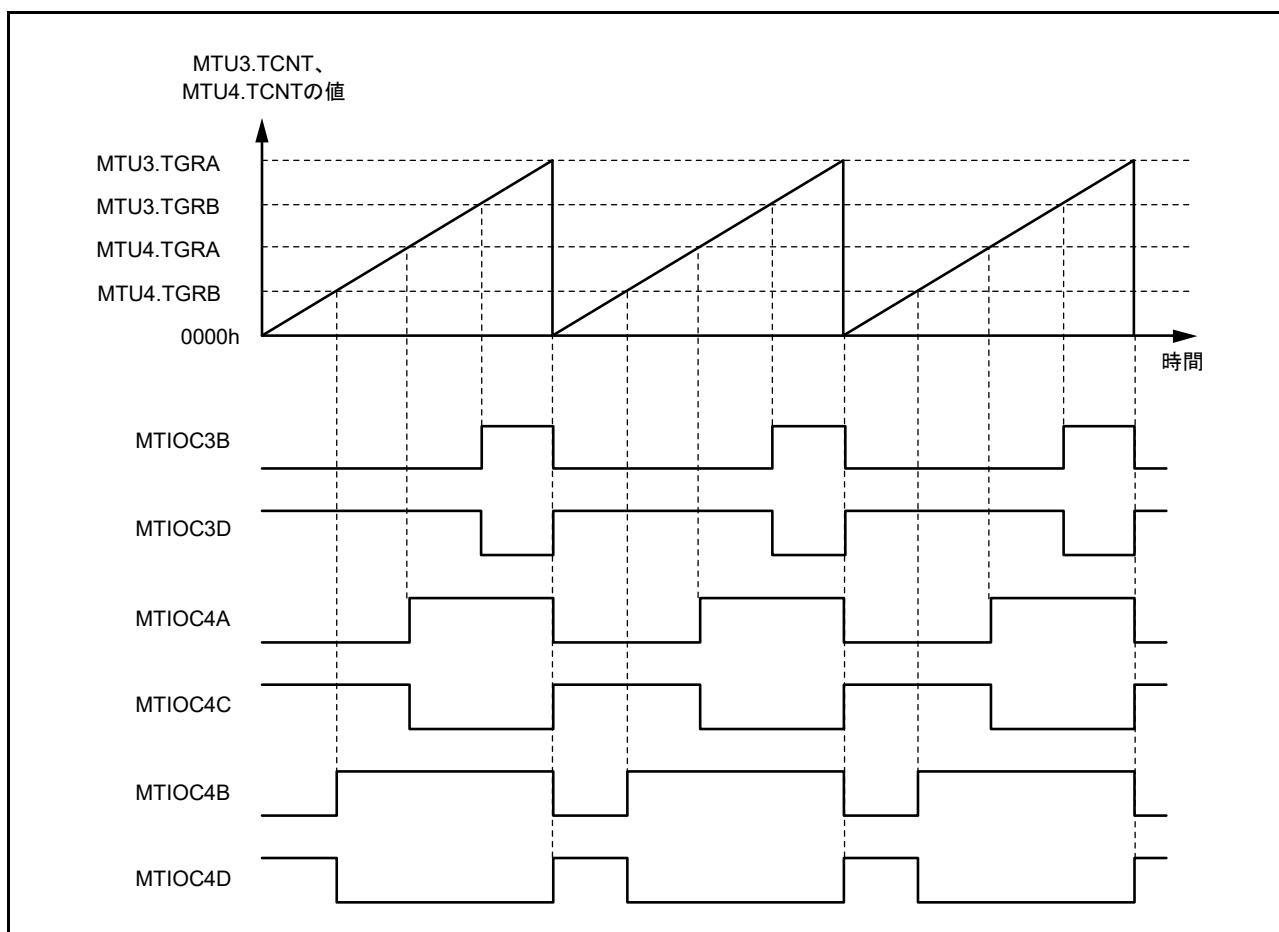 MTU3.TCNT、
MTU4.TCNTの値
MTU3.TGRA
MTU3.TGRB
MTU4.TGRA
MTU4.TGRB
0000h
時間
MTIOC3B
MTIOC3D
MTIOC4A
MTIOC4C
MTIOC4B
MTIOC4D